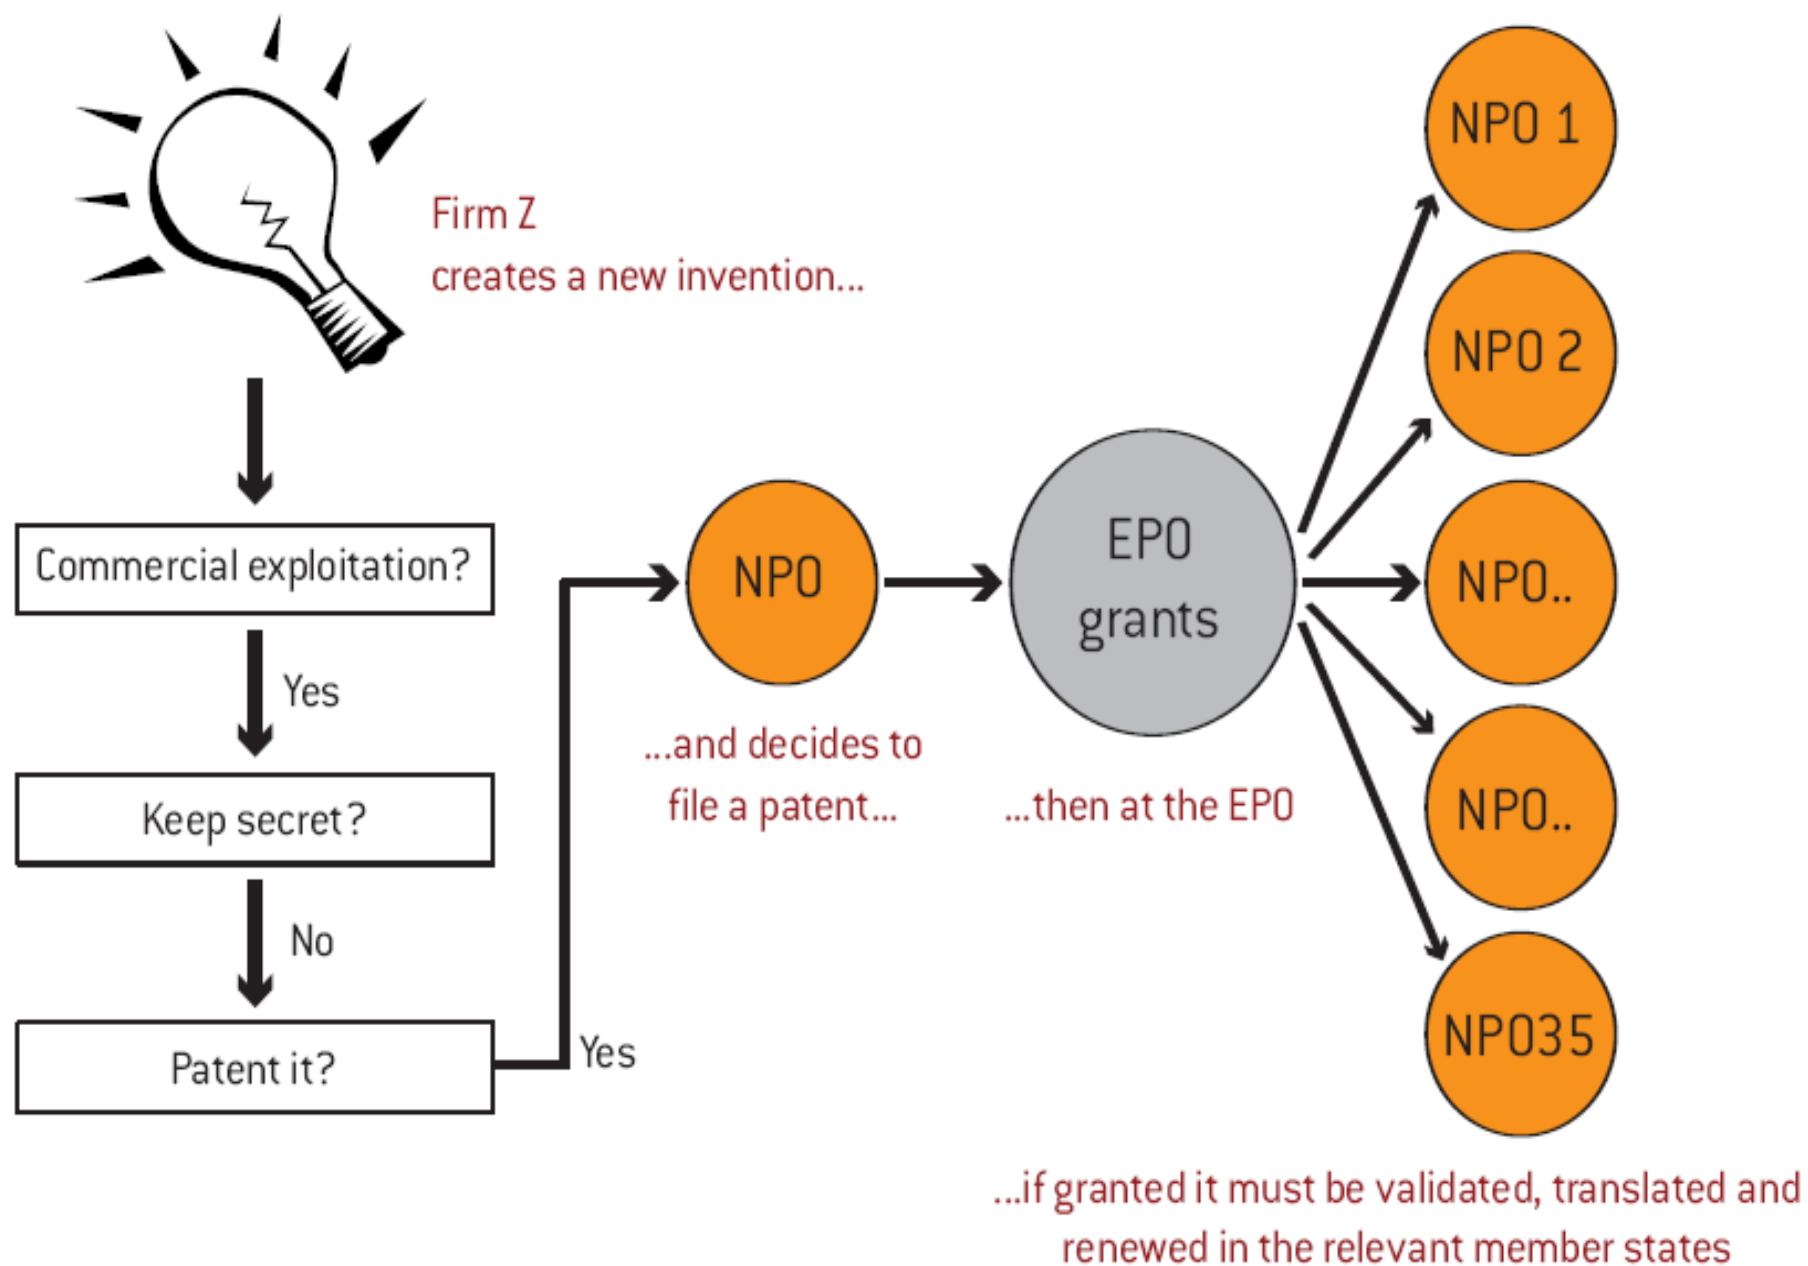 Firm Z
creates a new invention...
Commercial exploitation?
Yes
Keep secret?
No
Patent it?
Yes
NPO
...and decides to
file a patent...
EPO
grants
...then at the EPO
NPO 1
NPO 2
NPO..
NPO..
NPO35
...if granted it must be validated, translated and
renewed in the relevant member states